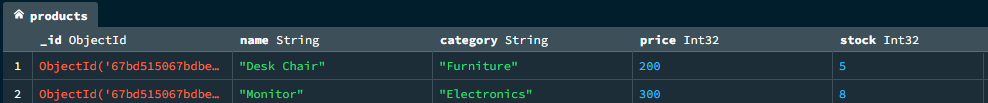 products
_id ObjectId name String category String price Int32 stock Int32
1 ObjectId('67bd515067bdbe… "Desk Chair" "Furniture" 200 5
2 ObjectId('67bd515067bdbe… "Monitor" "Electronics" 300 8